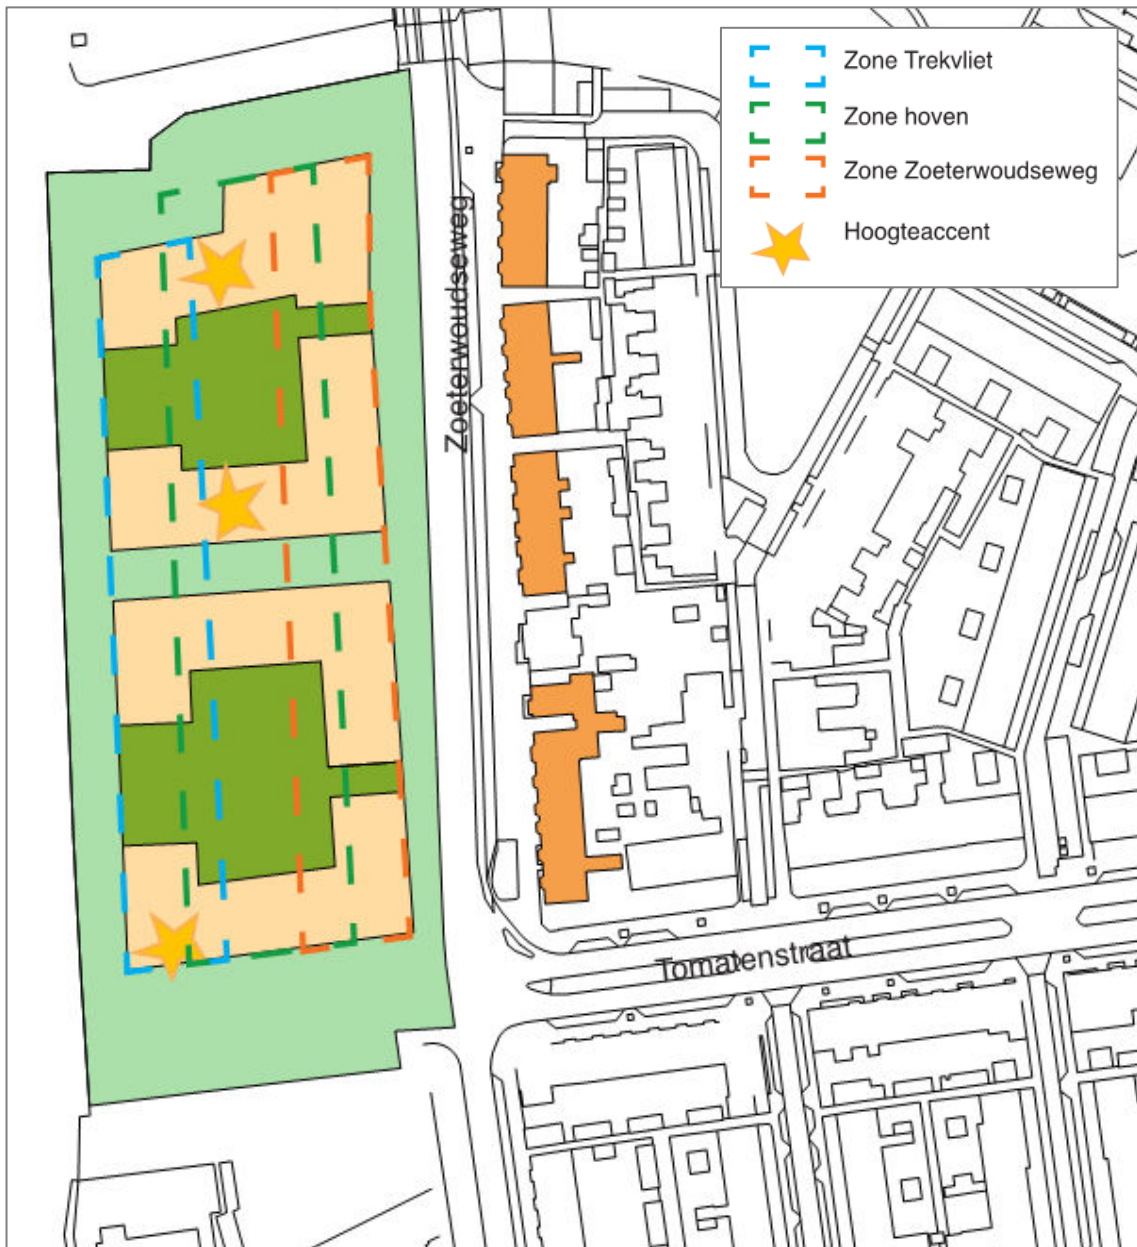 Zone Trekvliet
Zone hoven
Zone Zoeterwoudseweg
Hoogteaccent
Zoeterwoudseweg
Tomatenstraat